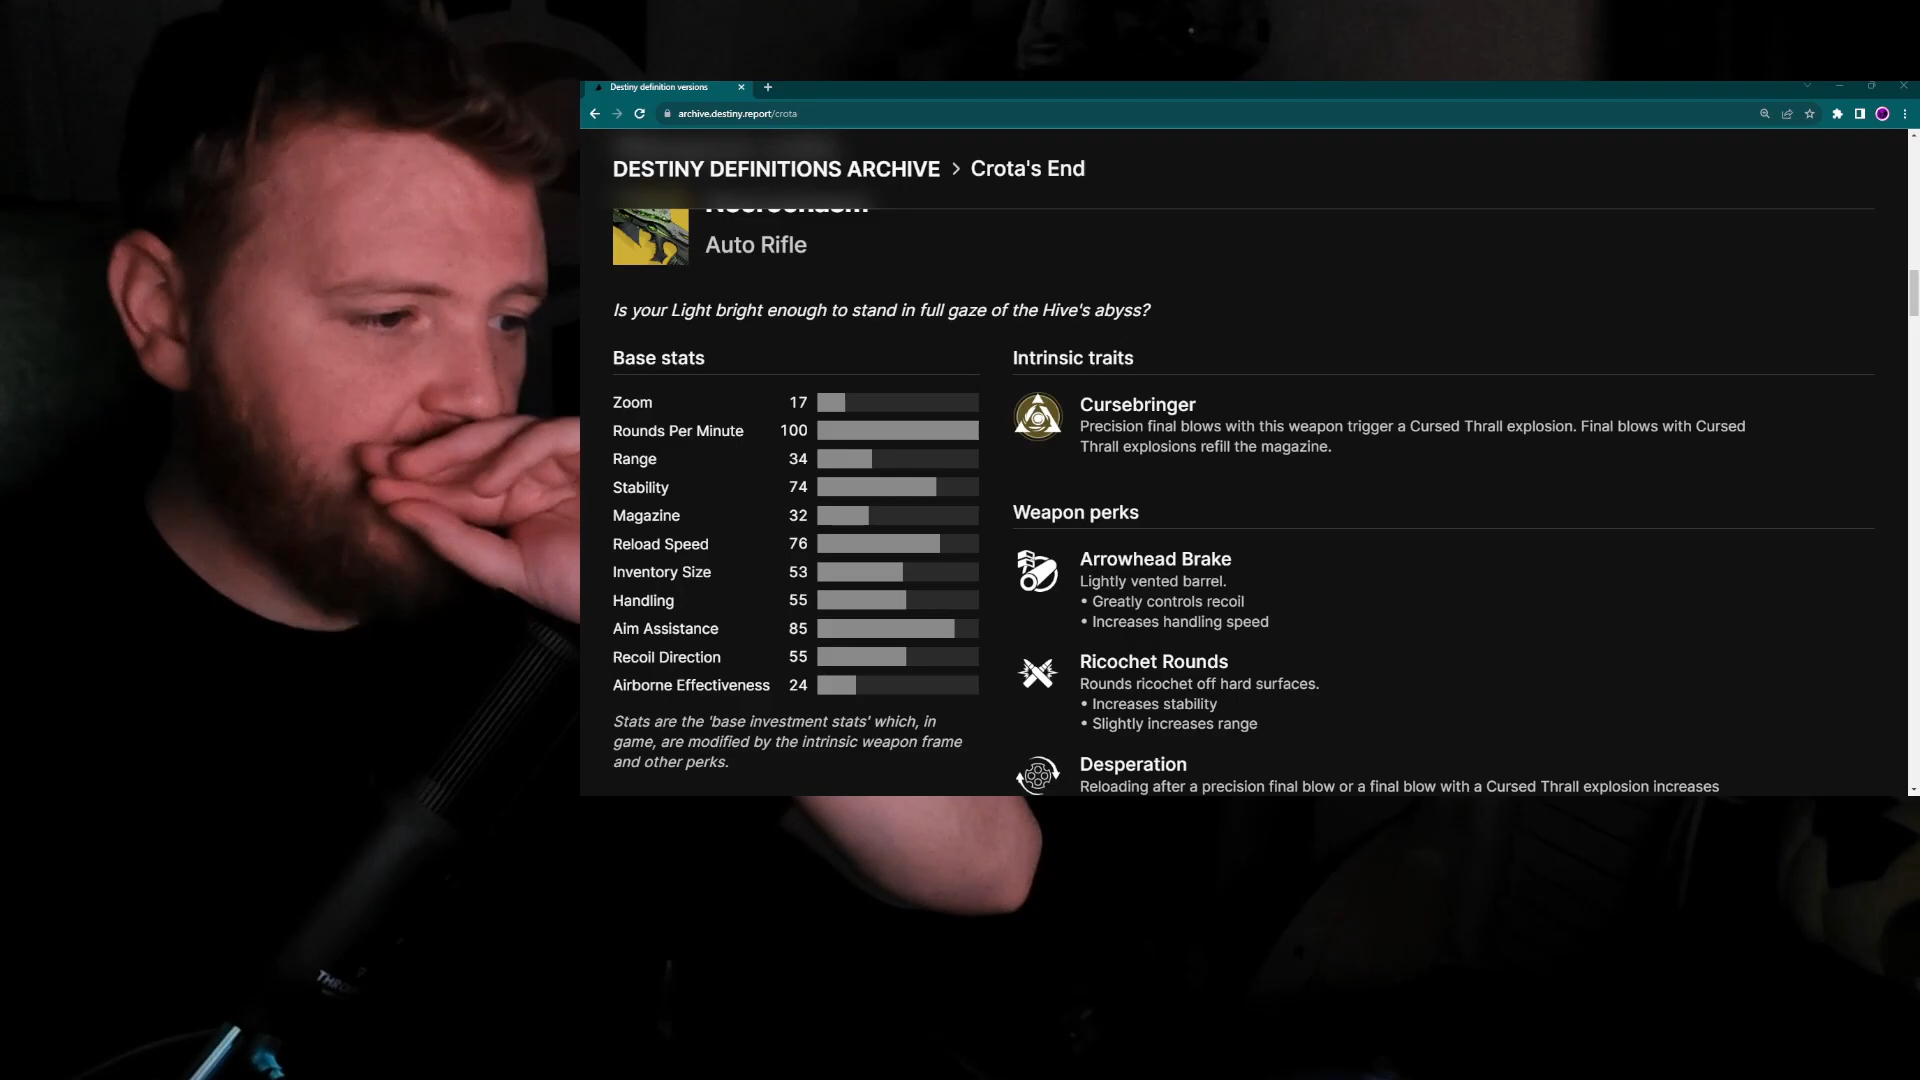 Destiny definition versions
archive.destiny.report/crota
DESTINY DEFINITIONS ARCHIVE > Crota's End
Auto Rifle
Is your Light bright enough to stand in full gaze of the Hive's abyss?
Base stats
Zoom 17
Rounds Per Minute 100
Range 34
Stability 74
Magazine 32
Reload Speed 76
Inventory Size 53
Handling 55
Aim Assistance 85
Recoil Direction 55
Airborne Effectiveness 24
Stats are the 'base investment stats' which, in
game, are modified by the intrinsic weapon frame
and other perks.
Intrinsic traits
Cursebringer
Precision final blows with this weapon trigger a Cursed Thrall explosion. Final blows with Cursed
Thrall explosions refill the magazine.
Weapon perks
Arrowhead Brake
Lightly vented barrel.
• Greatly controls recoil
• Increases handling speed
Ricochet Rounds
Rounds ricochet off hard surfaces.
• Increases stability
• Slightly increases range
Desperation
Reloading after a precision final blow or a final blow with a Cursed Thrall explosion increases